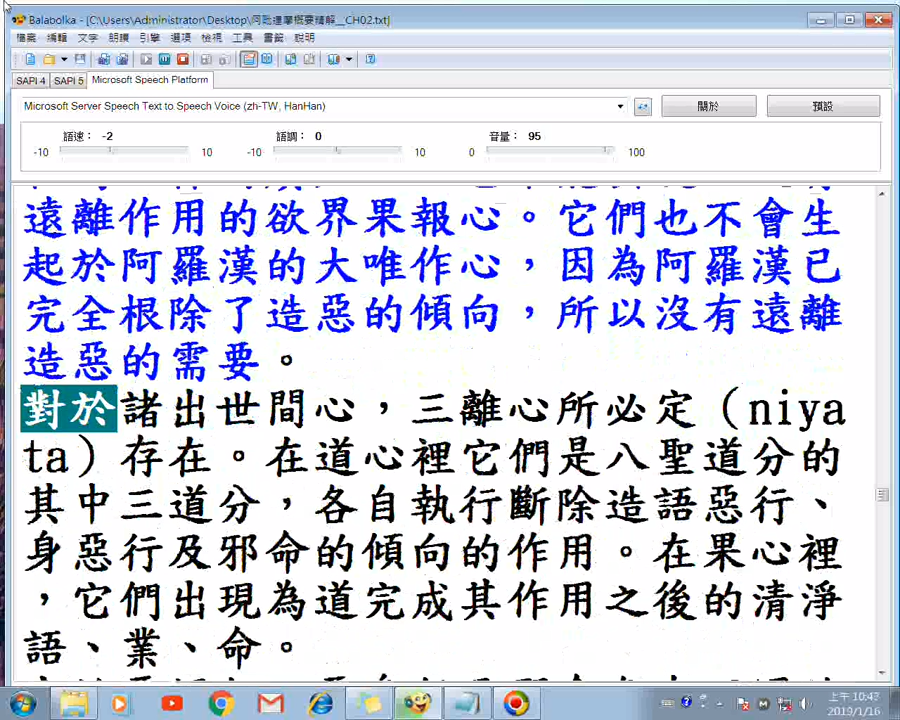 Balabolka - [C:\Users\Administrator\Desktop\阿毗達摩概要精解__CH02.txt]
檔案 編輯 文字 朗讀 引擎 選項 檢視 工具 書籤 說明
SAPI 4 SAPI 5 Microsoft Speech Platform
Microsoft Server Speech Text to Speech Voice (zh-TW, HanHan) 關於 預設
語速： -2 語調： 0 音量： 95
-10 10 -10 10 0 100
遠離作用的欲界果報心。它們也不會生
起於阿羅漢的大唯作心，因為阿羅漢已
完全根除了造惡的傾向，所以沒有遠離
造惡的需要。
對於諸出世間心，三離心所必定（niya
ta）存在。在道心裡它們是八聖道分的
其中三道分，各自執行斷除造語惡行、
身惡行及邪命的傾向的作用。在果心裡
，它們出現為道完成其作用之後的清淨
語、業、命。
上午 10:47
2019/1/16